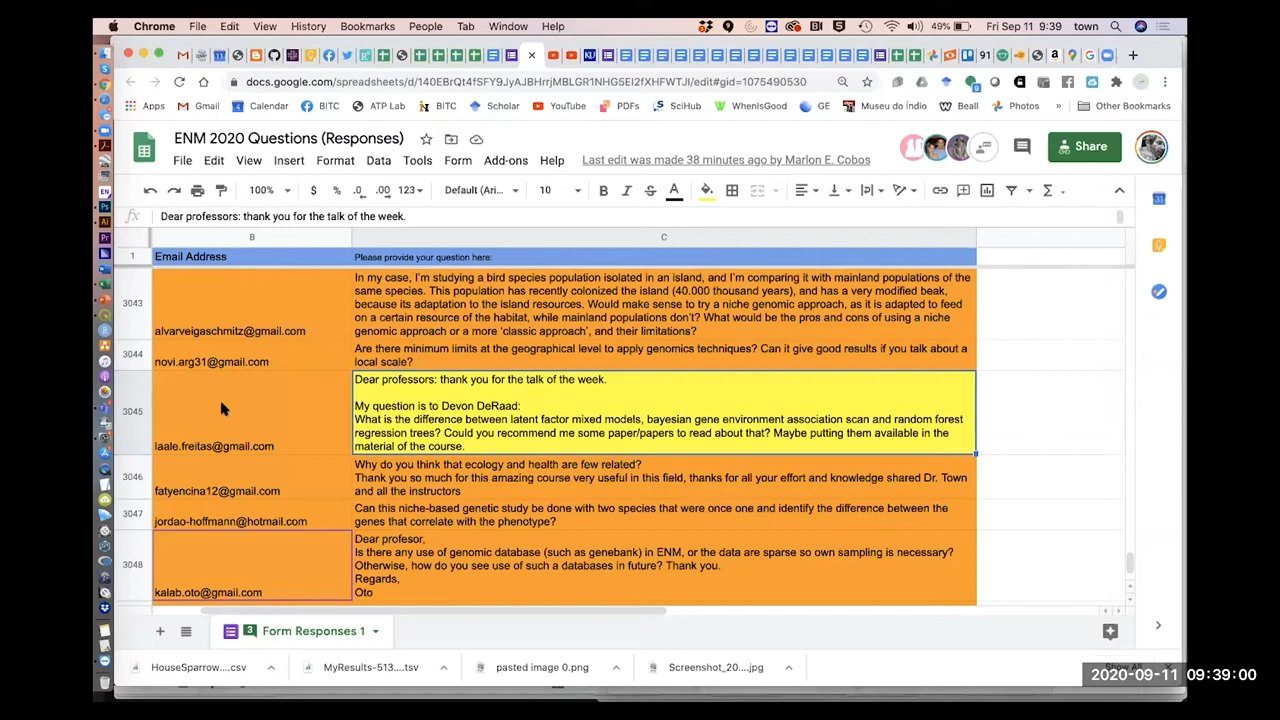 Chrome File Edit View History Bookmarks People Tab Window Help 49% Fri Sep 11 9:39 town
docs.google.com/spreadsheets/d/140EBrQt4fSFY9JyAJBHrrjMBLGR1NHG5EI2fXHFWTJI/edit#gid=1075490530
Apps Gmail Calendar BITC ATP Lab BITC Scholar YouTube PDFs SciHub WhenIsGood GE Museu do Índio Beall Photos » Other Bookmarks
ENM 2020 Questions (Responses)
File Edit View Insert Format Data Tools Form Add-ons Help Last edit was made 38 minutes ago by Marlon E. Cobos
Share
100% $ % .0 .00 123 Default (Ari... 10 B I S A
fx Dear professors: thank you for the talk of the week.
B C
1 Email Address Please provide your question here:
In my case, I'm studying a bird species population isolated in an island, and I'm comparing it with mainland populations of the
same species. This population has recently colonized the island (40.000 thousand years), and has a very modified beak,
because its adaptation to the island resources. Would make sense to try a niche genomic approach, as it is adapted to feed
on a certain resource of the habitat, while mainland populations don't? What would be the pros and cons of using a niche
genomic approach or a more 'classic approach', and their limitations?
3043 alvarveigaschmitz@gmail.com
Are there minimum limits at the geographical level to apply genomics techniques? Can it give good results if you talk about a
local scale?
3044 novi.arg31@gmail.com
Dear professors: thank you for the talk of the week.
My question is to Devon DeRaad:
What is the difference between latent factor mixed models, bayesian gene environment association scan and random forest
regression trees? Could you recommend me some paper/papers to read about that? Maybe putting them available in the
material of the course.
3045 laale.freitas@gmail.com
Why do you think that ecology and health are few related?
Thank you so much for this amazing course very useful in this field, thanks for all your effort and knowledge shared Dr. Town
and all the instructors
3046 fatyencina12@gmail.com
Can this niche-based genetic study be done with two species that were once one and identify the difference between the
genes that correlate with the phenotype?
3047 jordao-hoffmann@hotmail.com
Dear profesor,
Is there any use of genomic database (such as genebank) in ENM, or the data are sparse so own sampling is necessary?
Otherwise, how do you see use of such a databases in future? Thank you.
Regards,
Oto
3048 kalab.oto@gmail.com
3 Form Responses 1
HouseSparrow....csv MyResults-513....tsv pasted image 0.png Screenshot_20....jpg Show All
2020-09-11 09:39:00